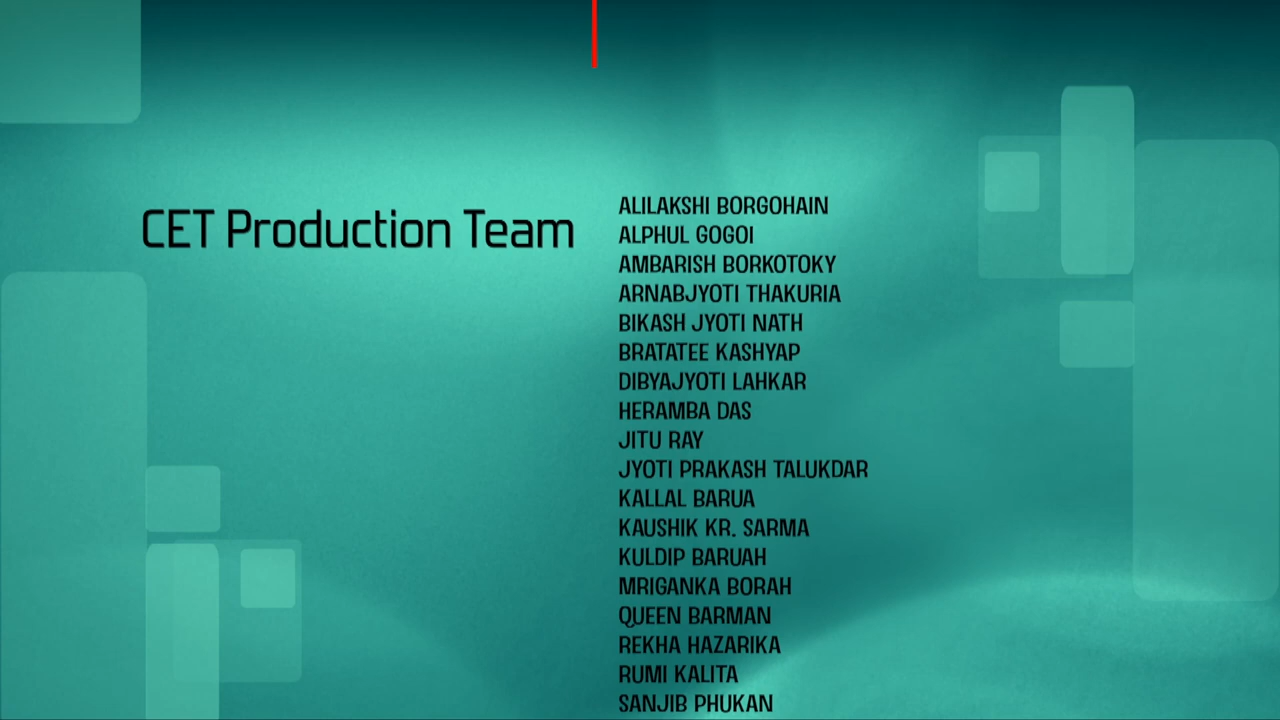 CET Production Team
ALILAKSHI BORGOHAIN
ALPHUL GOGOI
AMBARISH BORKOTOKY
ARNABJYOTI THAKURIA
BIKASH JYOTI NATH
BRATATEE KASHYAP
DIBYAJYOTI LAHKAR
HERAMBA DAS
JITU RAY
JYOTI PRAKASH TALUKDAR
KALLAL BARUA
KAUSHIK KR. SARMA
KULDIP BARUAH
MRIGANKA BORAH
QUEEN BARMAN
REKHA HAZARIKA
RUMI KALITA
SANJIB PHUKAN